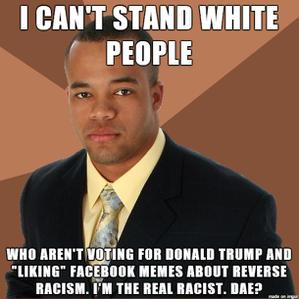 I CAN'T STAND WHITE
PEOPLE
WHO AREN'T VOTING FOR DONALD TRUMP AND
"LIKING" FACEBOOK MEMES ABOUT REVERSE
RACISM. I'M THE REAL RACIST. DAE?
made on imgur